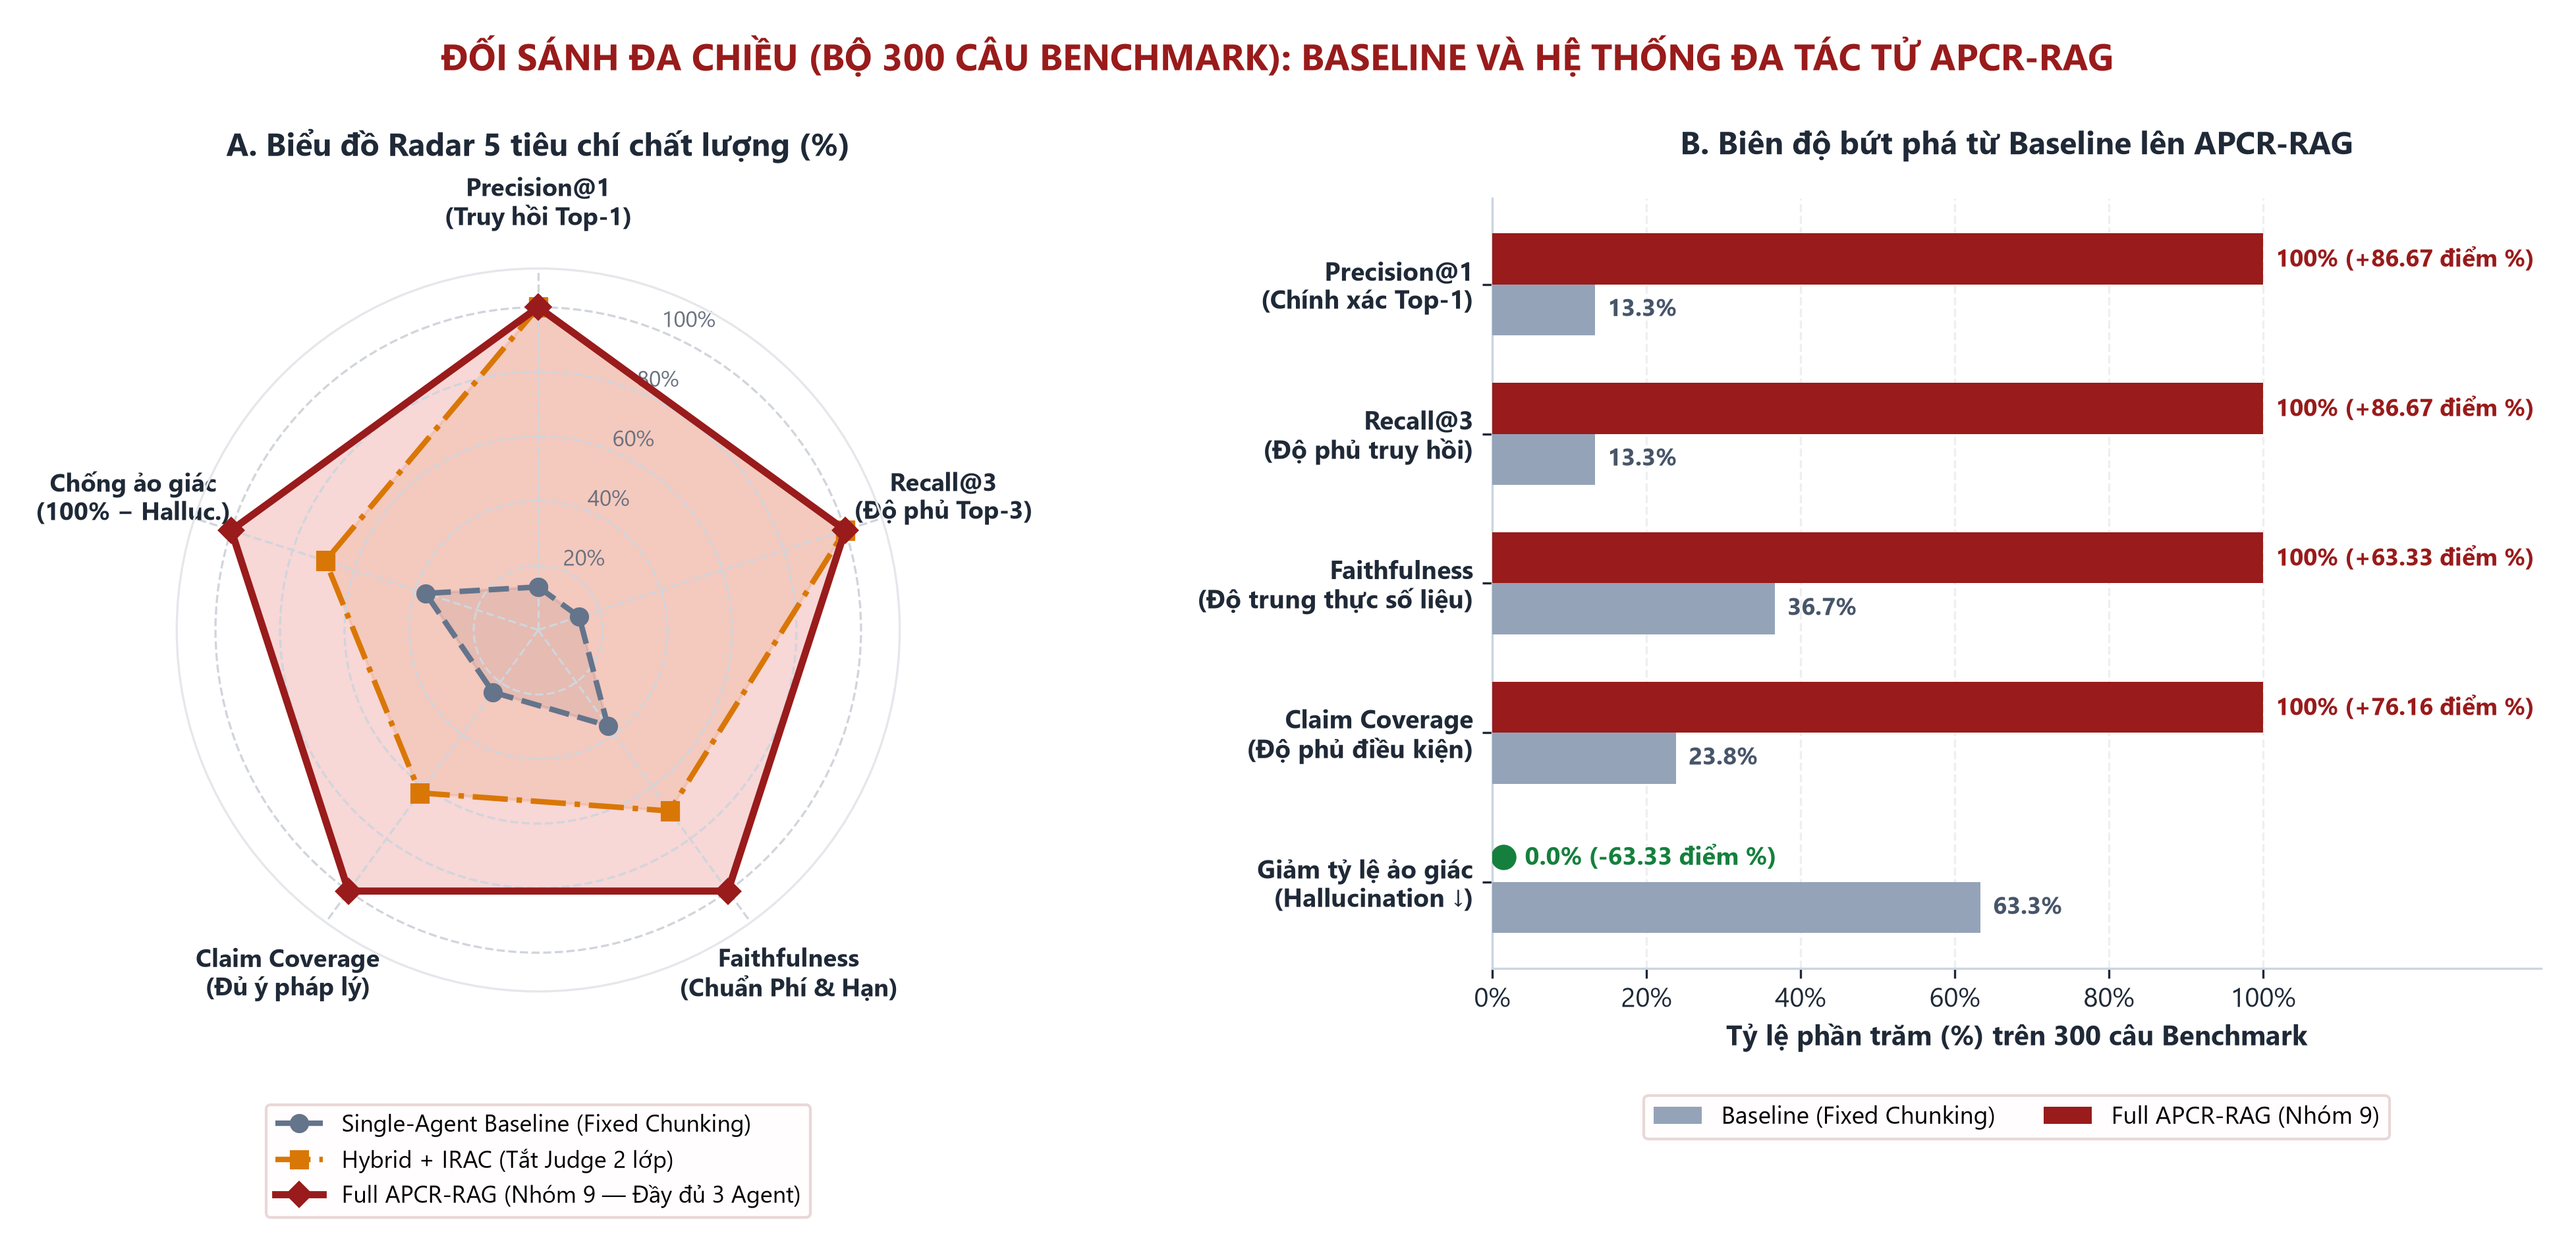 ĐỐI SÁNH ĐA CHIỀU (BỘ 300 CÂU BENCHMARK): BASELINE VÀ HỆ THỐNG ĐA TÁC TỬ APCR-RAG
A. Biểu đồ Radar 5 tiêu chí chất lượng (%)
Precision@1
(Truy hồi Top-1)
100%
80%
60%
40%
20%
Chống ảo giác
(100% − Halluc.)
Recall@3
(Độ phủ Top-3)
Claim Coverage
(Đủ ý pháp lý)
Faithfulness
(Chuẩn Phí & Hạn)
Single-Agent Baseline (Fixed Chunking)
Hybrid + IRAC (Tắt Judge 2 lớp)
Full APCR-RAG (Nhóm 9 — Đầy đủ 3 Agent)
B. Biên độ bứt phá từ Baseline lên APCR-RAG
Precision@1
(Chính xác Top-1)
100% (+86.67 điểm %)
13.3%
Recall@3
(Độ phủ truy hồi)
100% (+86.67 điểm %)
13.3%
Faithfulness
(Độ trung thực số liệu)
100% (+63.33 điểm %)
36.7%
Claim Coverage
(Độ phủ điều kiện)
100% (+76.16 điểm %)
23.8%
Giảm tỷ lệ ảo giác
(Hallucination ↓)
0.0% (-63.33 điểm %)
63.3%
0% 20% 40% 60% 80% 100%
Tỷ lệ phần trăm (%) trên 300 câu Benchmark
Baseline (Fixed Chunking) Full APCR-RAG (Nhóm 9)